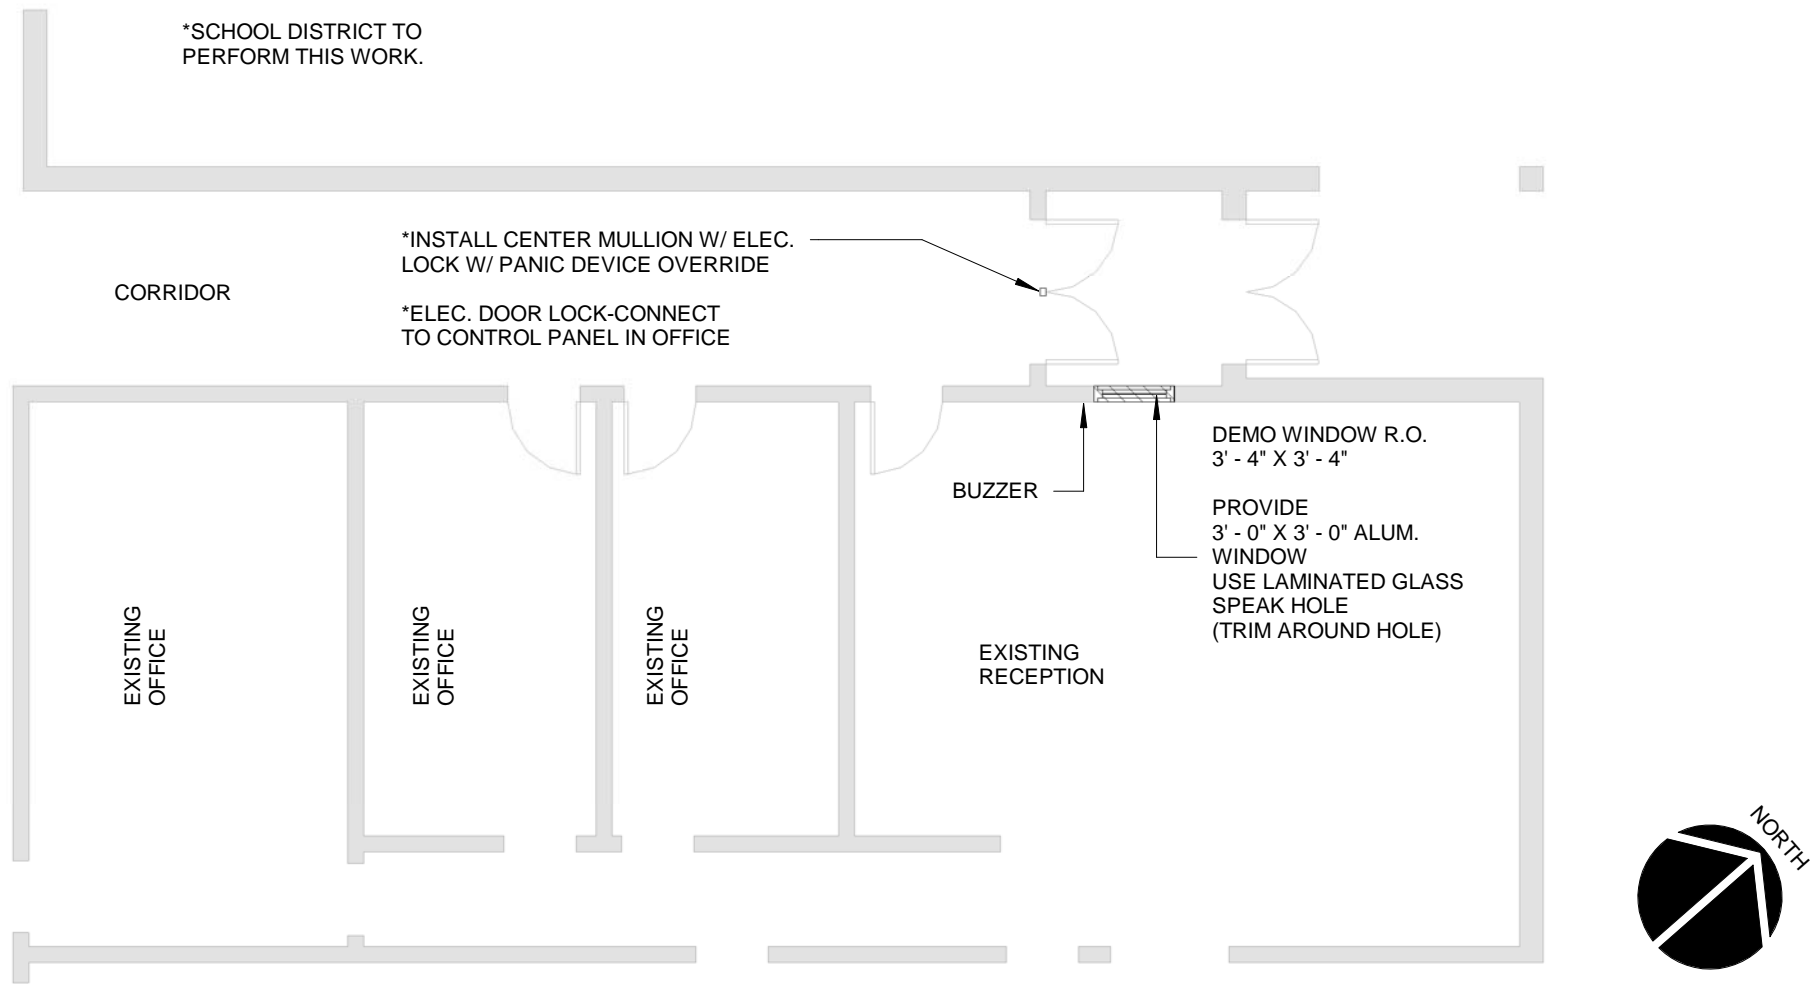 *SCHOOL DISTRICT TO
PERFORM THIS WORK.
*INSTALL CENTER MULLION W/ ELEC.
LOCK W/ PANIC DEVICE OVERRIDE
CORRIDOR
*ELEC. DOOR LOCK-CONNECT
TO CONTROL PANEL IN OFFICE
DEMO WINDOW R.O.
3' - 4" X 3' - 4"
BUZZER
PROVIDE
3' - 0" X 3' - 0" ALUM.
WINDOW
USE LAMINATED GLASS
SPEAK HOLE
(TRIM AROUND HOLE)
EXISTING
OFFICE
EXISTING
OFFICE
EXISTING
OFFICE
EXISTING
RECEPTION
NORTH